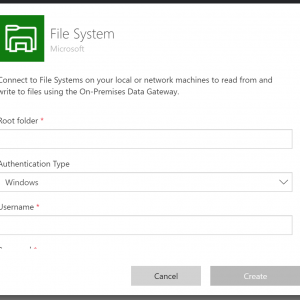 File System
Microsoft
Connect to File Systems on your local or network machines to read from and
write to files using the On-Premises Data Gateway.
Root folder *
Authentication Type
Windows
Username *
Cancel
Create